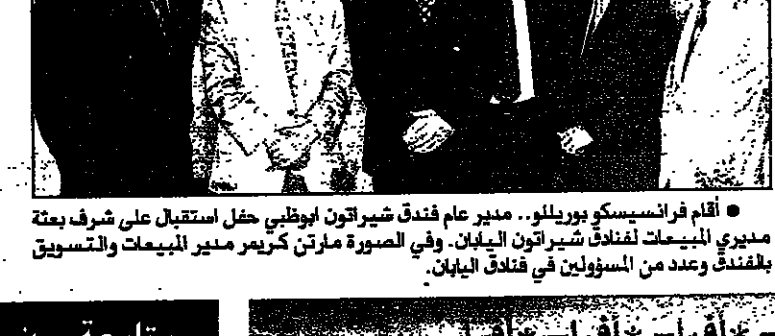 ● أقام فرانسيسكو بوريللو.. مدير عام فندق شيراتون ابوظبي حفل استقبال على شرف بعثة
مديري المبيعات لفنادق شيراتون اليابان. وفي الصورة مارتن كريمر مدير المبيعات والتسويق
بالفندق وعدد من المسؤولين في فنادق اليابان.